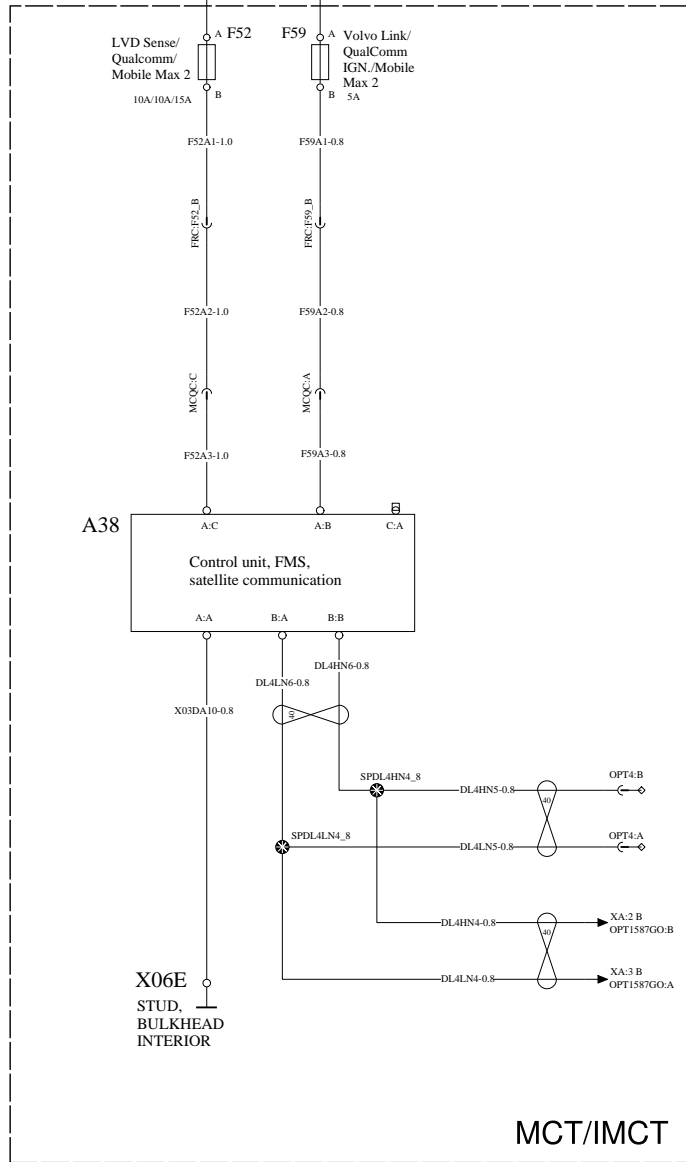 A F52
F59 A
LVD Sense/
Qualcomm/
Mobile Max 2
Volvo Link/
QualComm
IGN./Mobile
Max 2
10A/10A/15A
B
B
5A
F52A1-1.0
F59A1-0.8
FRC:F52_B
FRC:F59_B
F52A2-1.0
F59A2-0.8
MCQC:C
MCQC:A
F52A3-1.0
F59A3-0.8
A38
A:C
A:B
C:A
Control unit, FMS,
satellite communication
A:A
B:A
B:B
DL4HN6-0.8
DL4LN6-0.8
X03DA10-0.8
40
SPDL4HN4_8
OPT4:B
DL4HN5-0.8
40
SPDL4LN4_8
OPT4:A
DL4LN5-0.8
DL4HN4-0.8
XA:2 B
OPT1587GO:B
40
DL4LN4-0.8
XA:3 B
OPT1587GO:A
X06E
STUD,
BULKHEAD
INTERIOR
MCT/IMCT